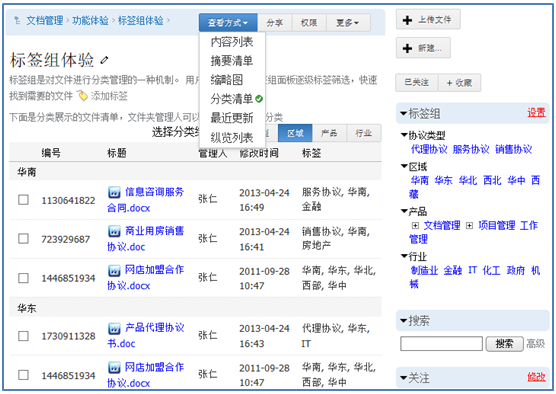 文档管理 › 功能体验 › 标签组体验 ›
查看方式 分享 权限 更多
内容列表
摘要清单
缩略图
分类清单
最近更新
纵览列表
标签组体验
标签组是对文件进行分类管理的一种机制。 用 组面板逐级标签筛选，快
速找到需要的文件 添加标签
下面是分类展示的文件清单，文件夹管理人可以 分类
选择分类 区域 产品 行业
编号 标题 管理人 修改时间 标签
华南
1130641822 信息咨询服务合同.docx 张仁 2013-04-24 16:49 服务协议, 华南, 金融
723929687 商业用房销售协议.doc 张仁 2013-04-24 16:41 销售协议, 华南, 房地产
1446851934 网店加盟合作协议.docx 张仁 2011-09-28 10:47 华南, 华东, 华北, 西部, 华中
华东
1730911328 产品代理协议书.doc 张仁 2013-04-24 16:43 代理协议, 华东, IT
1446851934 网店加盟合作协议.docx 张仁 2011-09-28 10:47 华南, 华东, 华北, 西部, 华中
上传文件
新建...
已关注 + 收藏
标签组 设置
协议类型
代理协议 服务协议 销售协议
区域
华南 华东 华北 西北 华中 西
藏
产品
文档管理 项目管理 工作
管理
行业
制造业 金融 IT 化工 政府 机
械
搜索
搜索 高级
关注 修改